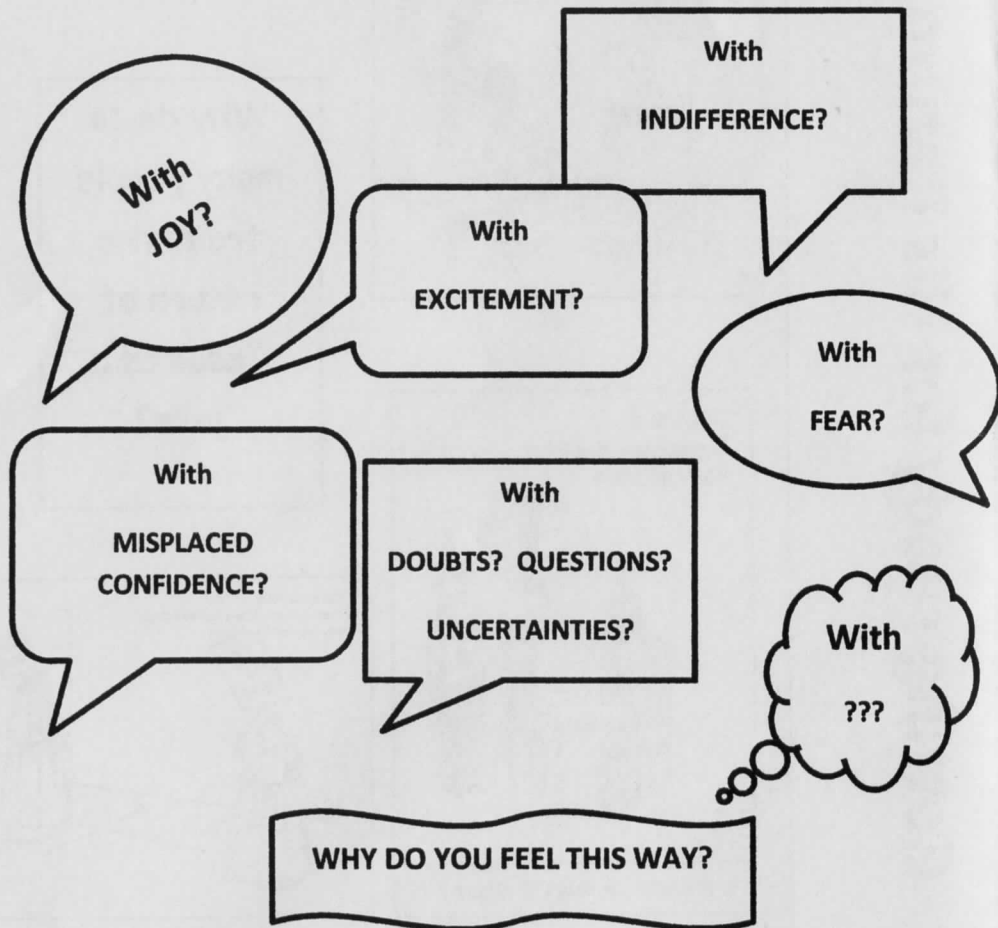 With
INDIFFERENCE?
With
JOY?
With
EXCITEMENT?
With
FEAR?
With
MISPLACED
CONFIDENCE?
With
DOUBTS? QUESTIONS?
UNCERTAINTIES?
With
???
WHY DO YOU FEEL THIS WAY?